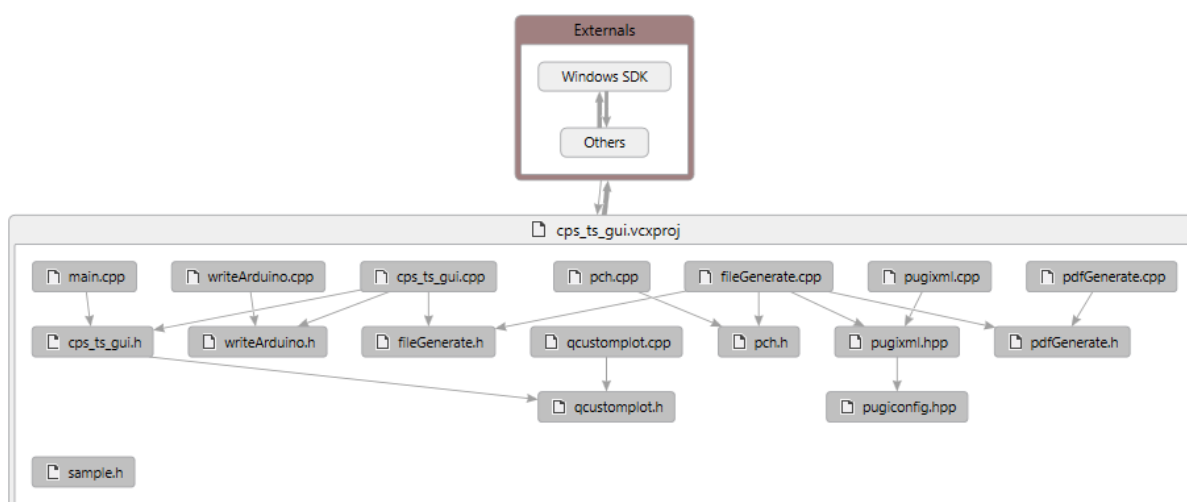 Externals
Windows SDK
Others
cps_ts_gui.vcxproj
main.cpp
writeArduino.cpp
cps_ts_gui.cpp
pch.cpp
fileGenerate.cpp
pugixml.cpp
pdfGenerate.cpp
cps_ts_gui.h
writeArduino.h
fileGenerate.h
qcustomplot.cpp
pch.h
pugixml.hpp
pdfGenerate.h
qcustomplot.h
pugiconfig.hpp
sample.h